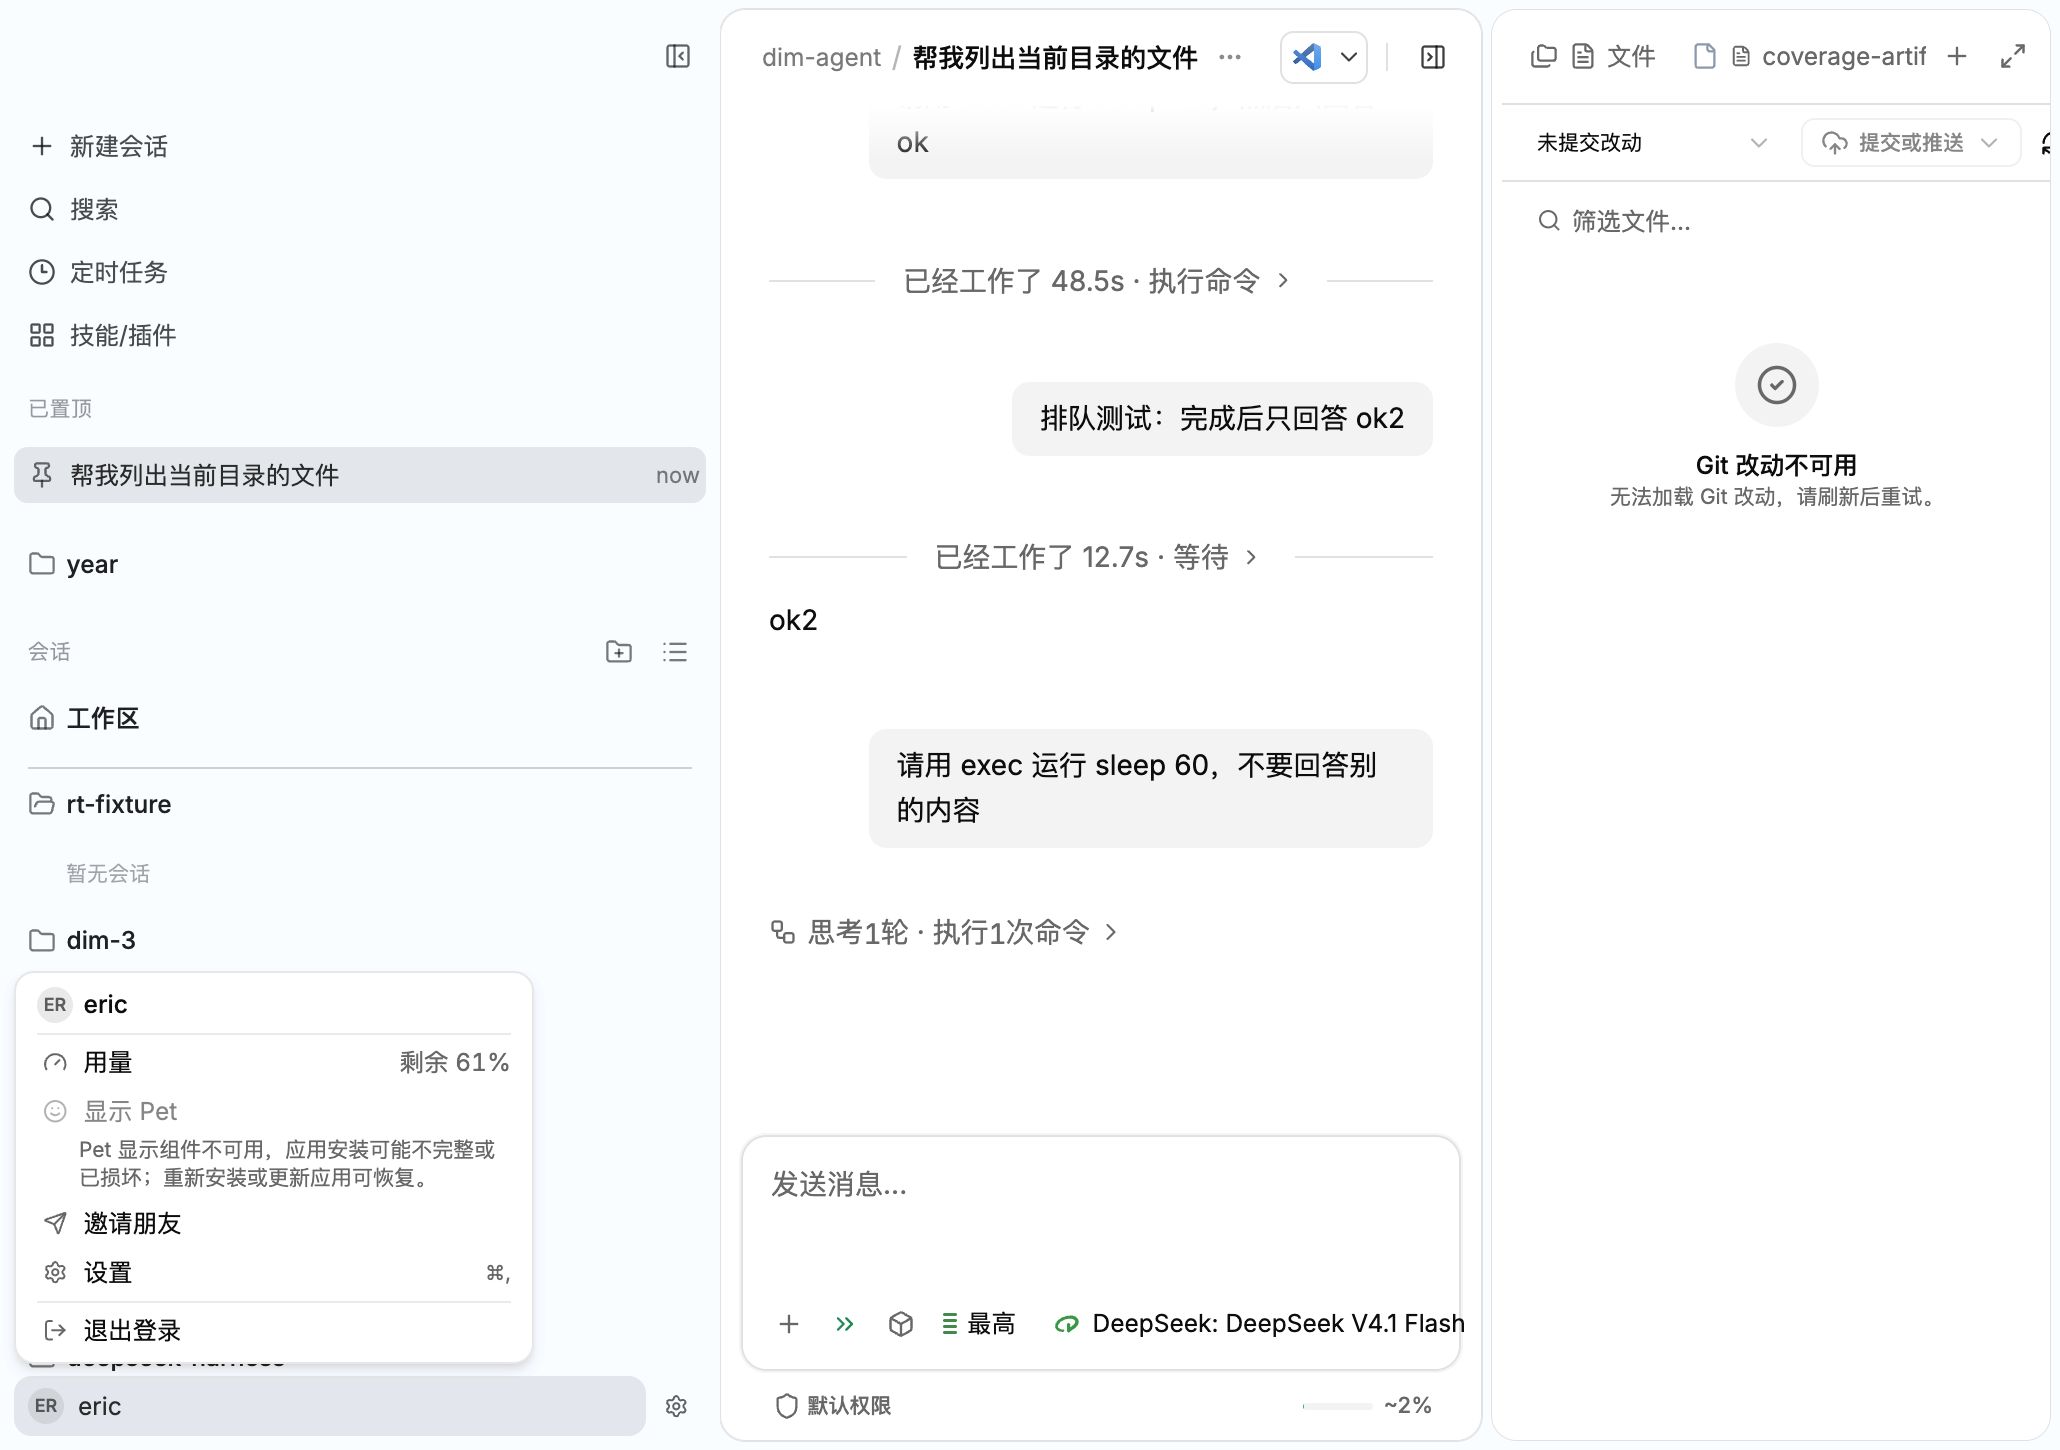 新建会话
搜索
定时任务
技能/插件
已置顶
帮我列出当前目录的文件 now
year
会话
工作区
rt-fixture
暂无会话
dim-3
ER eric
用量 剩余 61%
显示 Pet
Pet 显示组件不可用，应用安装可能不完整或
已损坏；重新安装或更新应用可恢复。
邀请朋友
设置 ⌘,
退出登录
ER eric
dim-agent / 帮我列出当前目录的文件
ok
已经工作了 48.5s · 执行命令
排队测试：完成后只回答 ok2
已经工作了 12.7s · 等待
ok2
请用 exec 运行 sleep 60，不要回答别
的内容
思考1轮 · 执行1次命令
发送消息...
最高 DeepSeek: DeepSeek V4.1 Flash
默认权限 ~2%
文件 coverage-artif
未提交改动 提交或推送
筛选文件...
Git 改动不可用
无法加载 Git 改动，请刷新后重试。